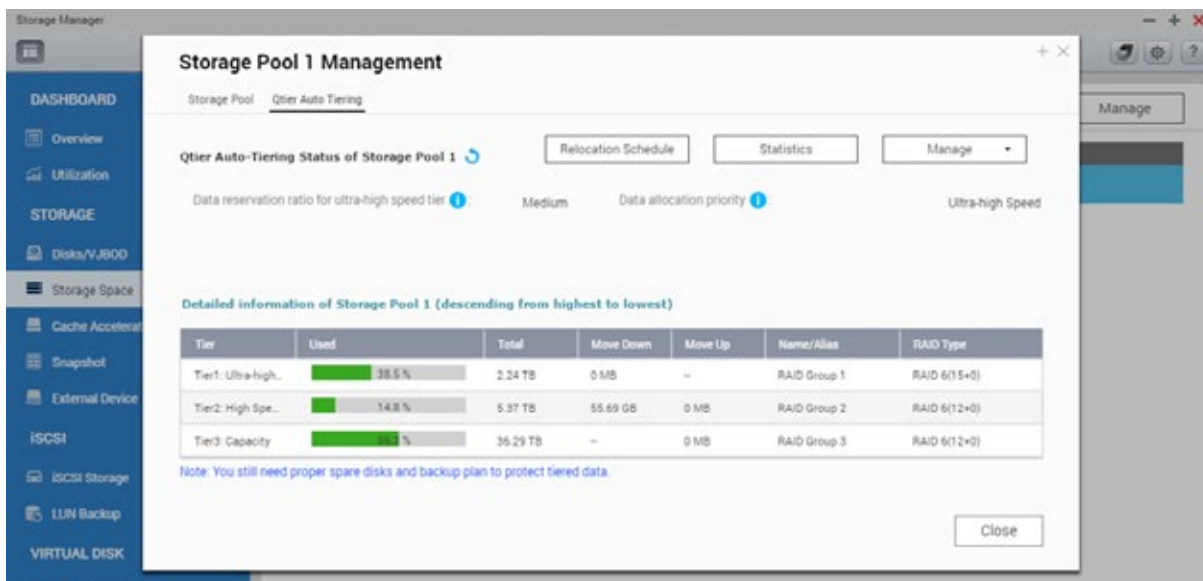 Storage Manager
?
DASHBOARD
Overview
Utilization
STORAGE
Disks/VJBOD
Storage Space
Cache Accelerat
Snapshot
External Device
iSCSI
iSCSI Storage
LUN Backup
VIRTUAL DISK
Manage
Storage Pool 1 Management
Storage Pool Qtier Auto Tiering
Qtier Auto-Tiering Status of Storage Pool 1 Relocation Schedule Statistics Manage
Data reservation ratio for ultra-high speed tier : Medium Data allocation priority : Ultra-high Speed
Detailed information of Storage Pool 1 (descending from highest to lowest)
Tier Used Total Move Down Move Up Name/Alias RAID Type
Tier1: Ultra-high... 38.5 % 2.24 TB 0 MB -- RAID Group 1 RAID 6(15+0)
Tier2: High Spe... 14.8 % 5.37 TB 55.69 GB 0 MB RAID Group 2 RAID 6(12+0)
Tier3: Capacity % 36.29 TB -- 0 MB RAID Group 3 RAID 6(12+0)
Note: You still need proper spare disks and backup plan to protect tiered data.
Close